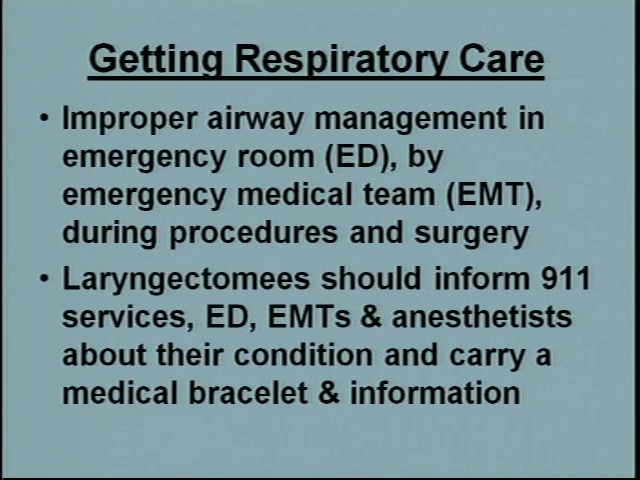 Getting Respiratory Care
• Improper airway management in
emergency room (ED), by
emergency medical team (EMT),
during procedures and surgery
• Laryngectomees should inform 911
services, ED, EMTs & anesthetists
about their condition and carry a
medical bracelet & information